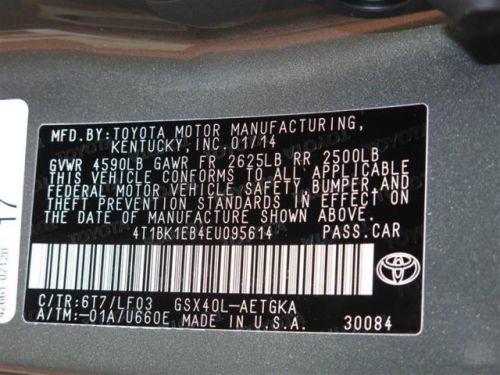 MFD.BY:TOYOTA MOTOR MANUFACTURING,
KENTUCKY, INC. 01/14
GVWR 4590LB GAWR FR 2625LB RR 2500LB
THIS VEHICLE CONFORMS TO ALL APPLICABLE
FEDERAL MOTOR VEHICLE SAFETY, BUMPER, AND
THEFT PREVENTION STANDARDS IN EFFECT ON
THE DATE OF MANUFACTURE SHOWN ABOVE.
4T1BK1EB4EU095614 PASS.CAR
C/TR:6T7/LF03 GSX40L-AETGKA
A/TM:-01A/U660E MADE IN U.S.A. 30084
TOYOTA
17